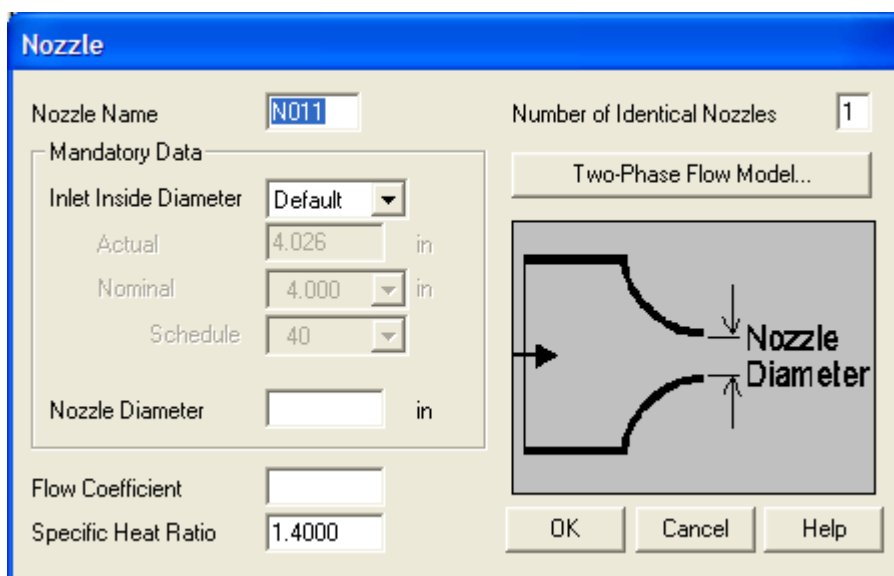 Nozzle
Nozzle Name N011
Number of Identical Nozzles 1
Mandatory Data
Inlet Inside Diameter Default
Actual 4.026 in
Nominal 4.000 in
Schedule 40
Nozzle Diameter in
Two-Phase Flow Model...
Nozzle
Diameter
Flow Coefficient
Specific Heat Ratio 1.4000
OK Cancel Help